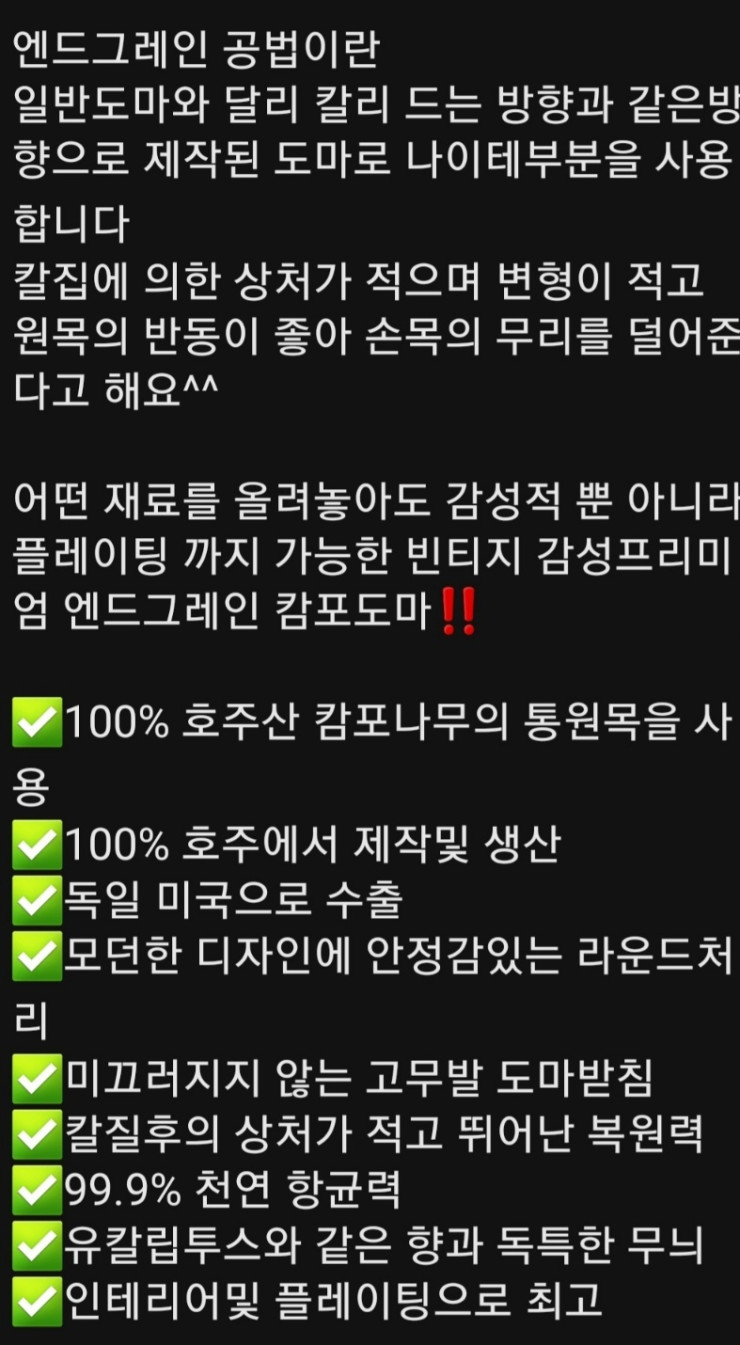 엔드그레인 공법이란
일반도마와 달리 칼리 드는 방향과 같은방
향으로 제작된 도마로 나이테부분을 사용
합니다
칼집에 의한 상처가 적으며 변형이 적고
원목의 반동이 좋아 손목의 무리를 덜어준
다고 해요^^
어떤 재료를 올려놓아도 감성적 뿐 아니라
플레이팅 까지 가능한 빈티지 감성프리미
엄 엔드그레인 캄포도마‼️
✅100% 호주산 캄포나무의 통원목을 사
용
✅100% 호주에서 제작및 생산
✅독일 미국으로 수출
✅모던한 디자인에 안정감있는 라운드처
리
✅미끄러지지 않는 고무발 도마받침
✅칼질후의 상처가 적고 뛰어난 복원력
✅99.9% 천연 항균력
✅유칼립투스와 같은 향과 독특한 무늬
✅인테리어및 플레이팅으로 최고